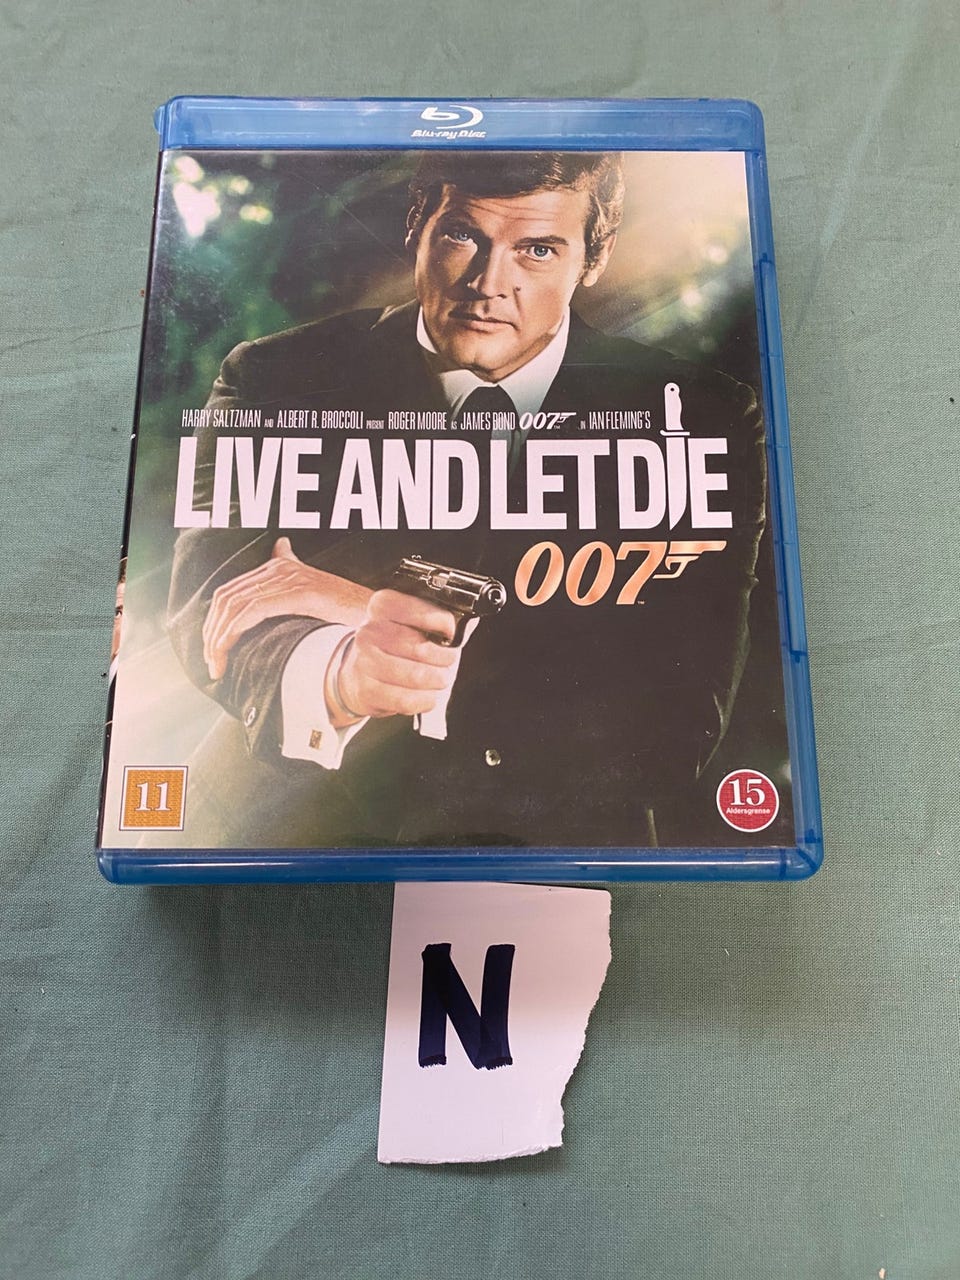 Blu-ray Disc
HARRY SALTZMAN AND ALBERT R. BROCCOLI PRESENT ROGER MOORE AS JAMES BOND 007 IN IAN FLEMING'S
LIVE AND LET DIE
007
11
15
Aldersgrense
N